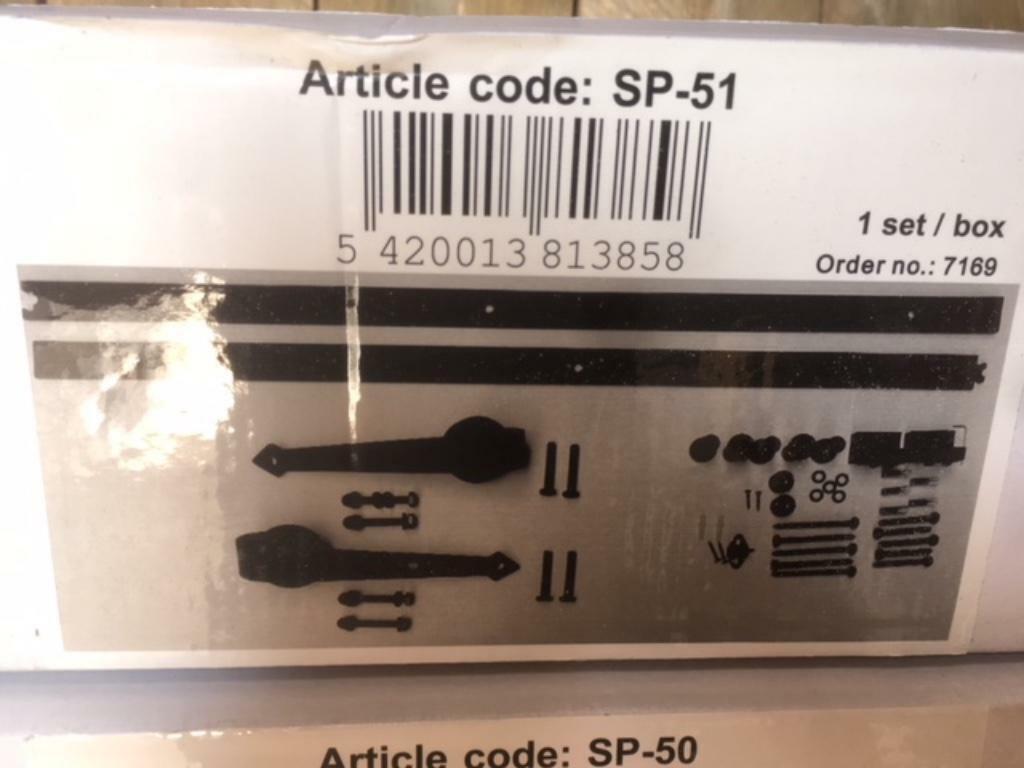 Article code: SP-51
5 420013 813858
1 set / box
Order no.: 7169
Article code: SP-50